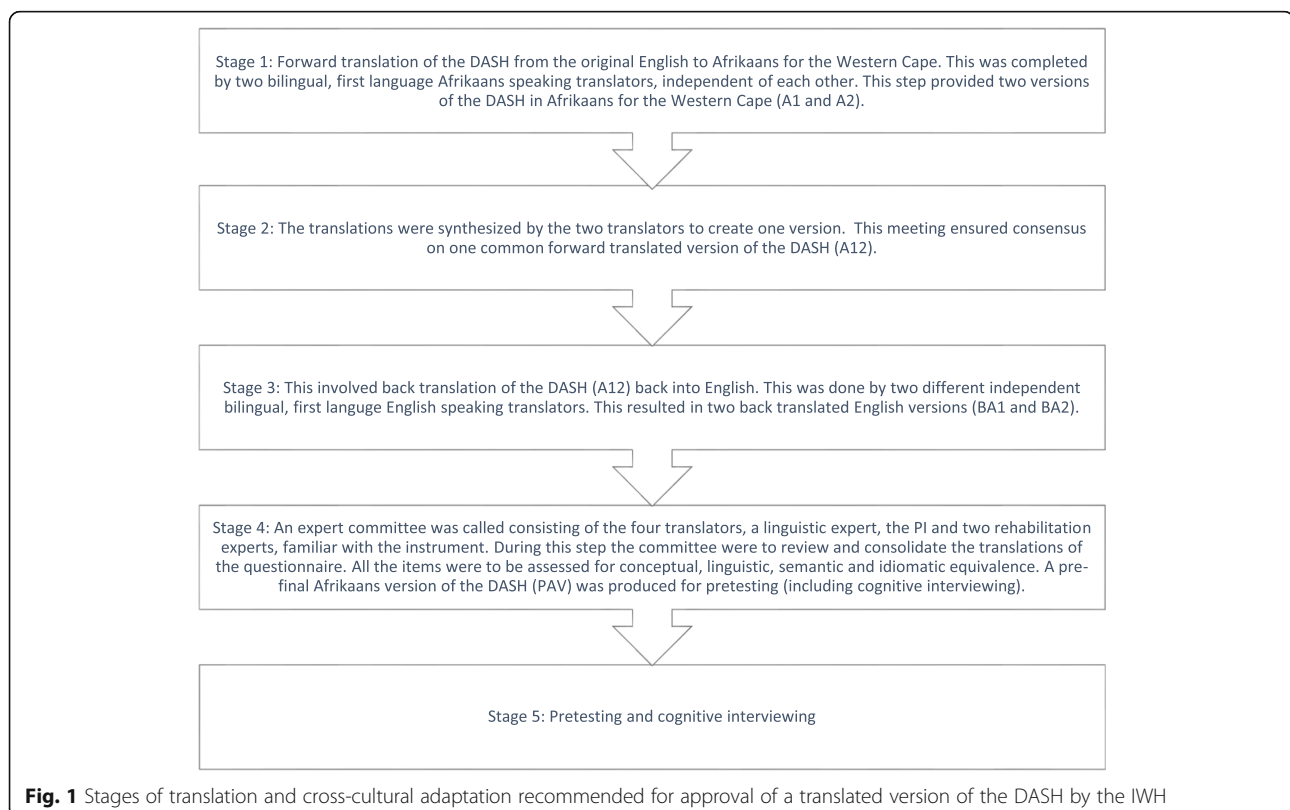 Stage 1: Forward translation of the DASH from the original English to Afrikaans for the Western Cape. This was completed
by two bilingual, first language Afrikaans speaking translators, independent of each other. This step provided two versions
of the DASH in Afrikaans for the Western Cape (A1 and A2).
Stage 2: The translations were synthesized by the two translators to create one version.  This meeting ensured consensus
on one common forward translated version of the DASH (A12).
Stage 3: This involved back translation of the DASH (A12) back into English. This was done by two different independent
bilingual, first languge English speaking translators. This resulted in two back translated English versions (BA1 and BA2).
Stage 4: An expert committee was called consisting of the four translators, a linguistic expert, the PI and two rehabilitation
experts, familiar with the instrument. During this step the committee were to review and consolidate the translations of
the questionnaire. All the items were to be assessed for conceptual, linguistic, semantic and idiomatic equivalence. A pre-
final Afrikaans version of the DASH (PAV) was produced for pretesting (including cognitive interviewing).
Stage 5: Pretesting and cognitive interviewing
Fig. 1 Stages of translation and cross-cultural adaptation recommended for approval of a translated version of the DASH by the IWH